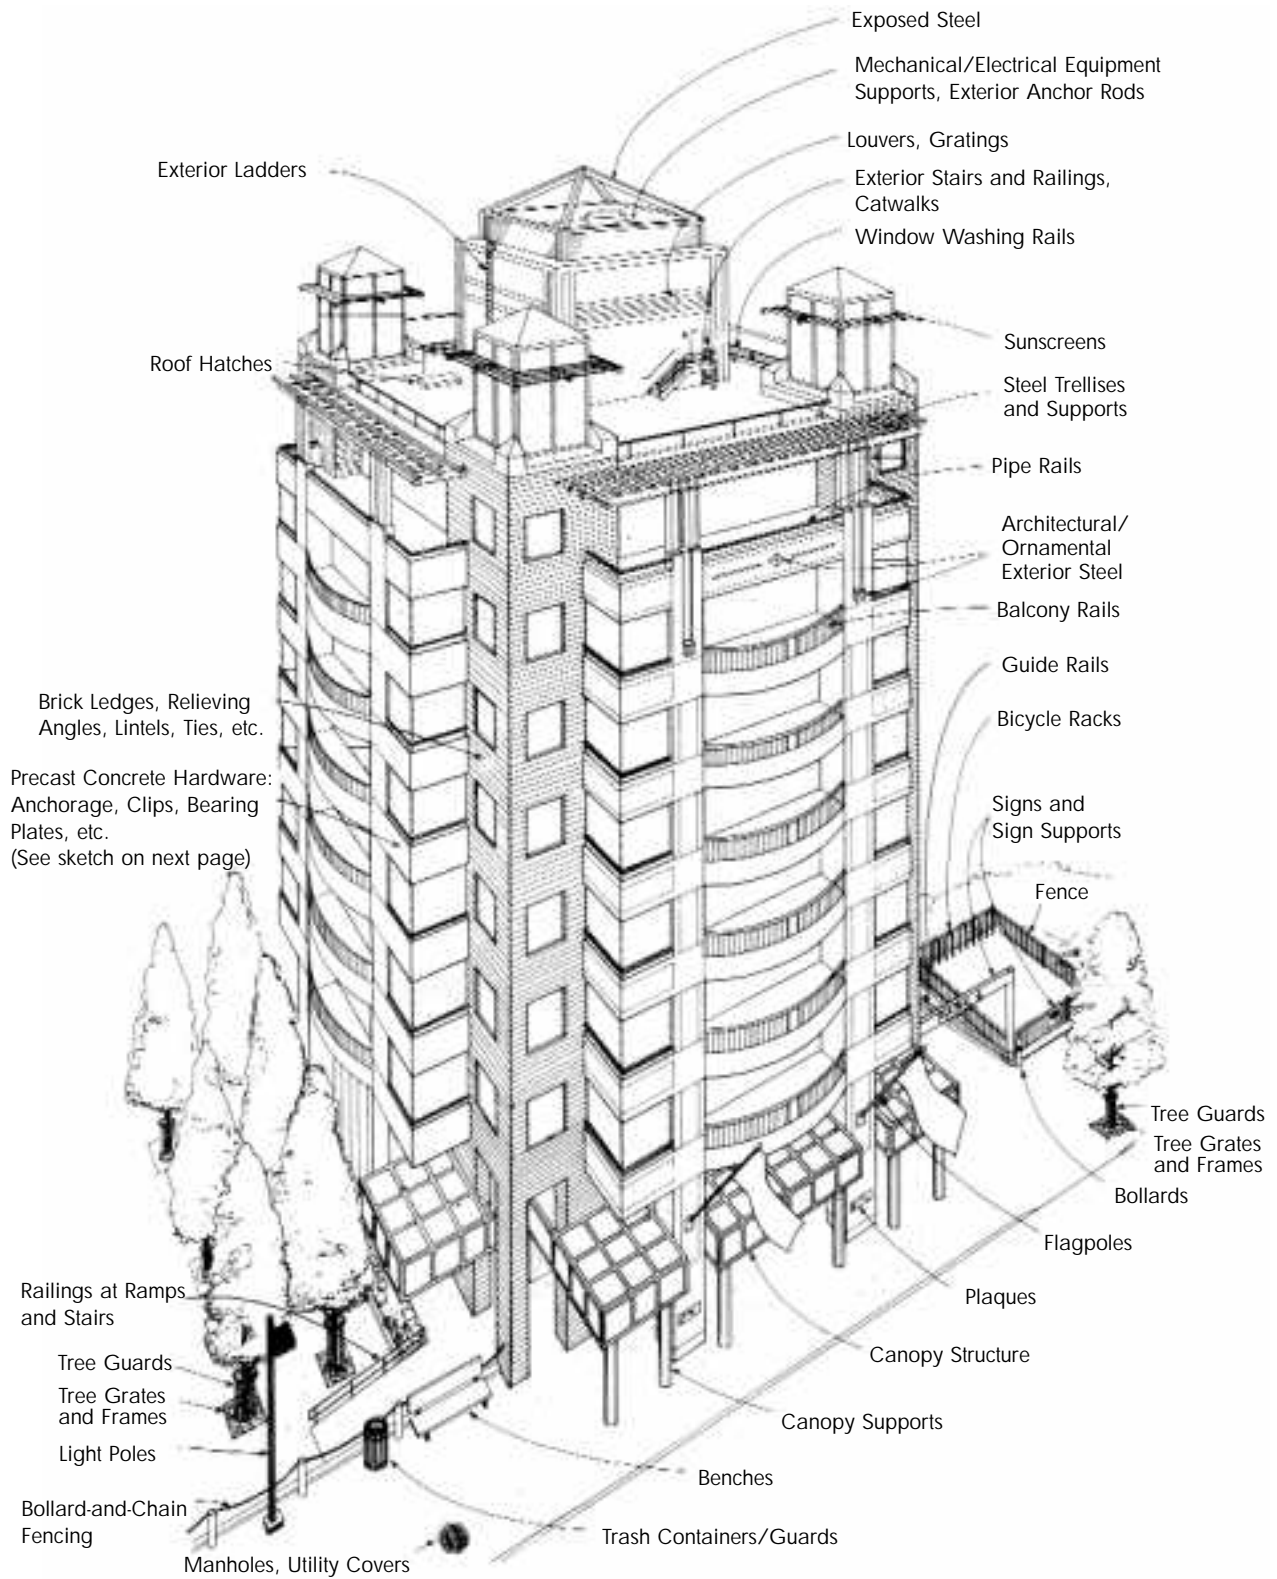 Exposed Steel
Mechanical/Electrical Equipment
Supports, Exterior Anchor Rods
Louvers, Gratings
Exterior Ladders
Exterior Stairs and Railings,
Catwalks
Window Washing Rails
Sunscreens
Roof Hatches
Steel Trellises
and Supports
Pipe Rails
Architectural/
Ornamental
Exterior Steel
Balcony Rails
Guide Rails
Brick Ledges, Relieving
Angles, Lintels, Ties, etc.
Bicycle Racks
Precast Concrete Hardware:
Anchorage, Clips, Bearing
Plates, etc.
(See sketch on next page)
Signs and
Sign Supports
Fence
Tree Guards
Tree Grates
and Frames
Bollards
Flagpoles
Plaques
Railings at Ramps
and Stairs
Canopy Structure
Tree Guards
Tree Grates
and Frames
Canopy Supports
Light Poles
Benches
Bollard-and-Chain
Fencing
Trash Containers/Guards
Manholes, Utility Covers